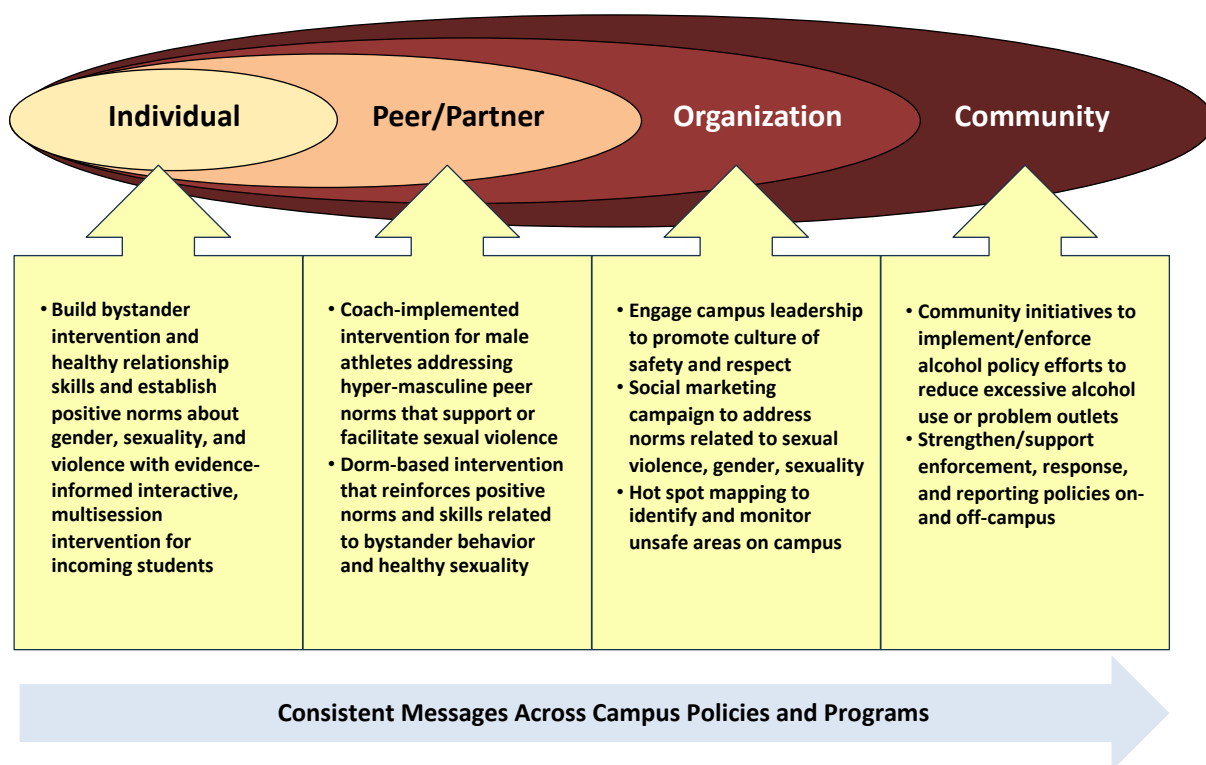 Individual
Peer/Partner
Organization
Community
• Build bystander
intervention and
healthy relationship
skills and establish
positive norms about
gender, sexuality, and
violence with evidence-
informed interactive,
multisession
intervention for
incoming students
• Coach-implemented
intervention for male
athletes addressing
hyper-masculine peer
norms that support or
facilitate sexual violence
• Dorm-based intervention
that reinforces positive
norms and skills related
to bystander behavior
and healthy sexuality
• Engage campus leadership
to promote culture of
safety and respect
• Social marketing
campaign to address
norms related to sexual
violence, gender, sexuality
• Hot spot mapping to
identify and monitor
unsafe areas on campus
• Community initiatives to
implement/enforce
alcohol policy efforts to
reduce excessive alcohol
use or problem outlets
• Strengthen/support
enforcement, response,
and reporting policies on-
and off-campus
Consistent Messages Across Campus Policies and Programs